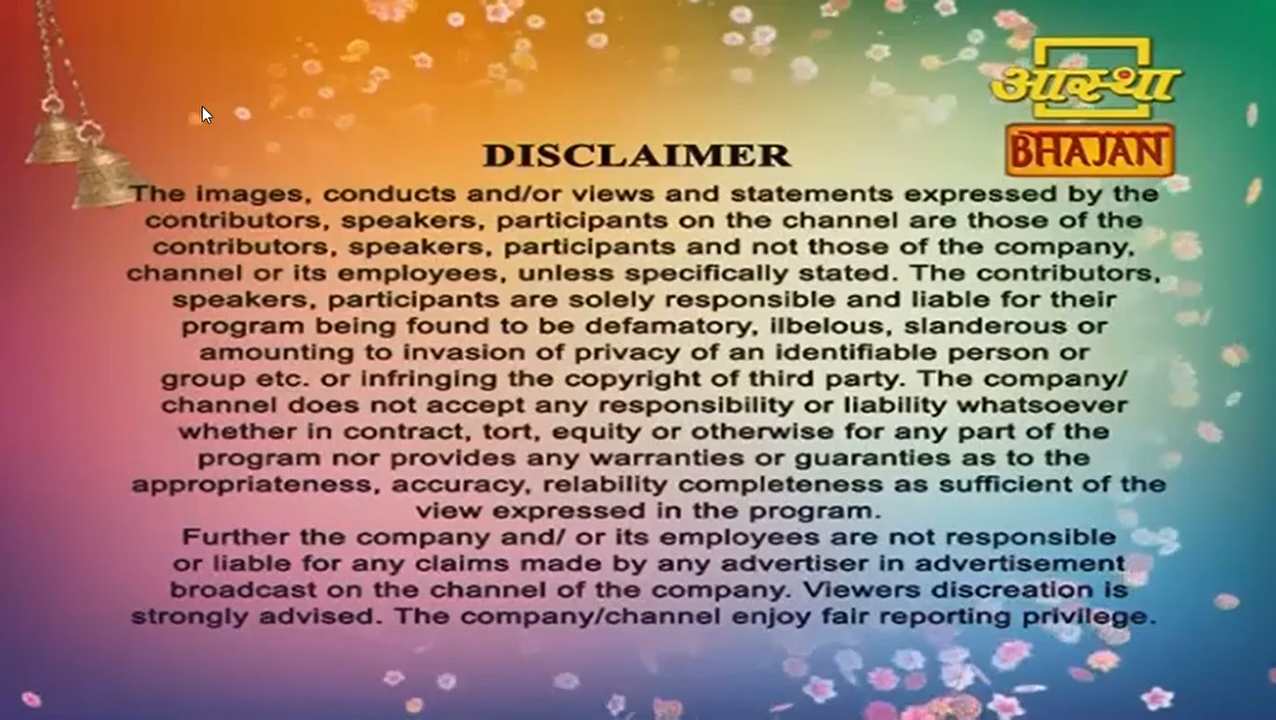 आस्था
BHAJAN
DISCLAIMER
The images, conducts and/or views and statements expressed by the
contributors, speakers, participants on the channel are those of the
contributors, speakers, participants and not those of the company,
channel or its employees, unless specifically stated. The contributors,
speakers, participants are solely responsible and liable for their
program being found to be defamatory, ilbelous, slanderous or
amounting to invasion of privacy of an identifiable person or
group etc. or infringing the copyright of third party. The company/
channel does not accept any responsibility or liability whatsoever
whether in contract, tort, equity or otherwise for any part of the
program nor provides any warranties or guaranties as to the
appropriateness, accuracy, relability completeness as sufficient of the
view expressed in the program.
Further the company and/ or its employees are not responsible
or liable for any claims made by any advertiser in advertisement
broadcast on the channel of the company. Viewers discreation is
strongly advised. The company/channel enjoy fair reporting privilege.